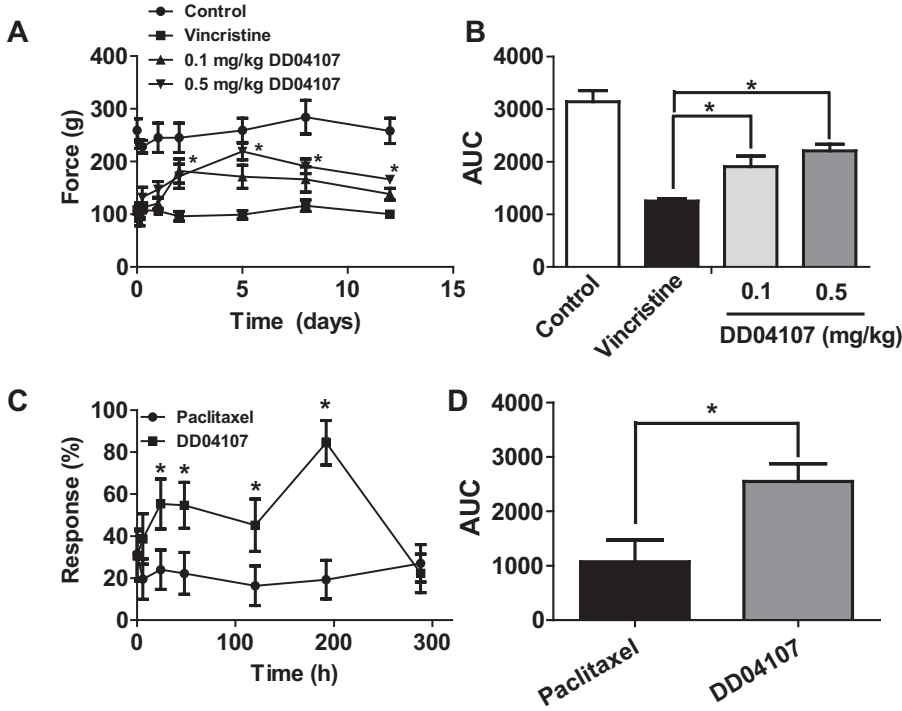 A
Control
Vincristine
0.1 mg/kg DD04107
0.5 mg/kg DD04107
400
300
200
100
0
Force (g)
* * * *
0 5 10 15
Time (days)
B
4000
3000
2000
1000
0
AUC
*
*
Control
Vincristine
0.1 0.5
DD04107 (mg/kg)
C
Paclitaxel
DD04107
100
80
60
40
20
0
Response (%)
* * * *
0 100 200 300
Time (h)
D
4000
3000
2000
1000
0
AUC
*
Paclitaxel
DD04107